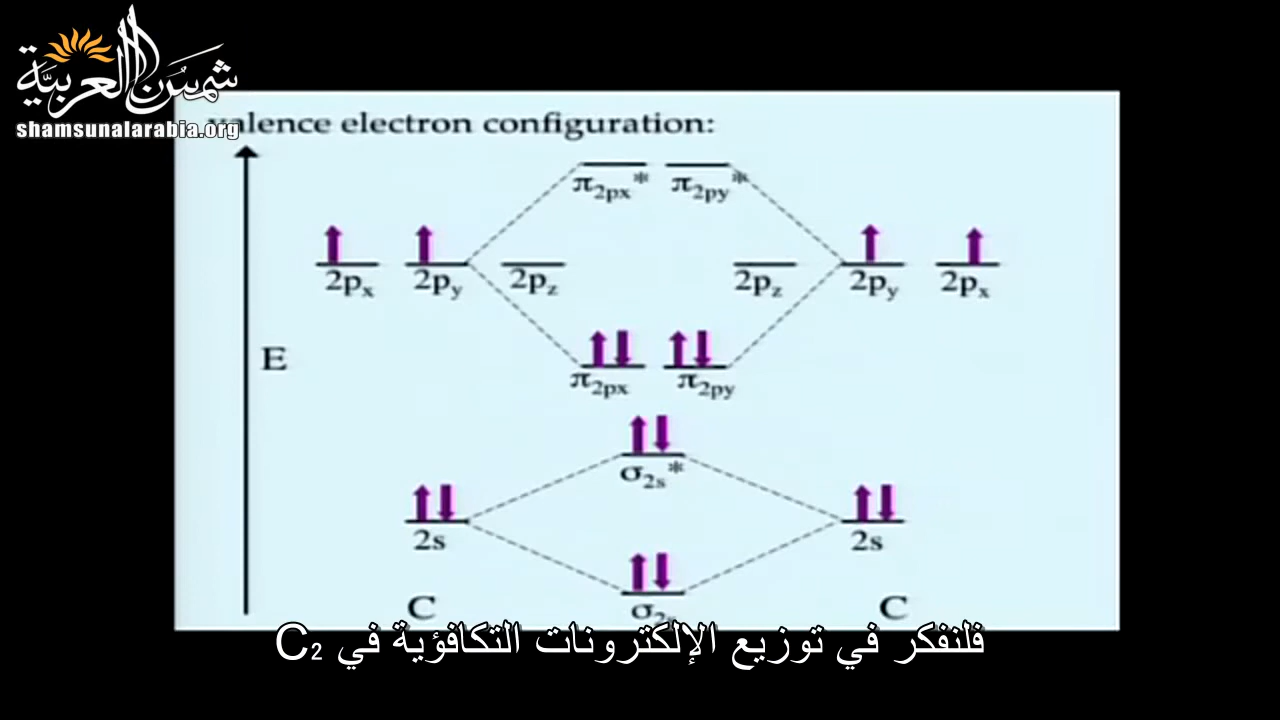 شمس العربية
shamsunalarabia.org
valence electron configuration:
π2px* π2py*
2px 2py 2pz 2pz 2py 2px
E
π2px π2py
σ2s*
2s 2s
C σ2s C
فلنفكر في توزيع الإلكترونات التكافؤية في C₂